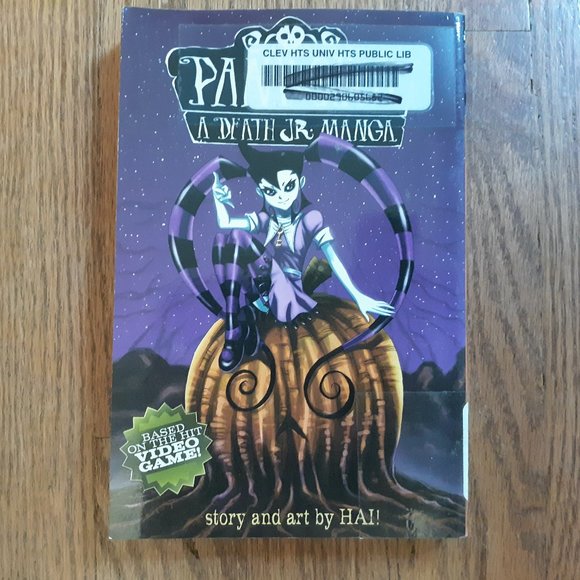 CLEV HTS UNIV HTS PUBLIC LIB
PA
A DEATH JR. MANGA
BASED
ON THE HIT
VIDEO
GAME!
story and art by HAI!